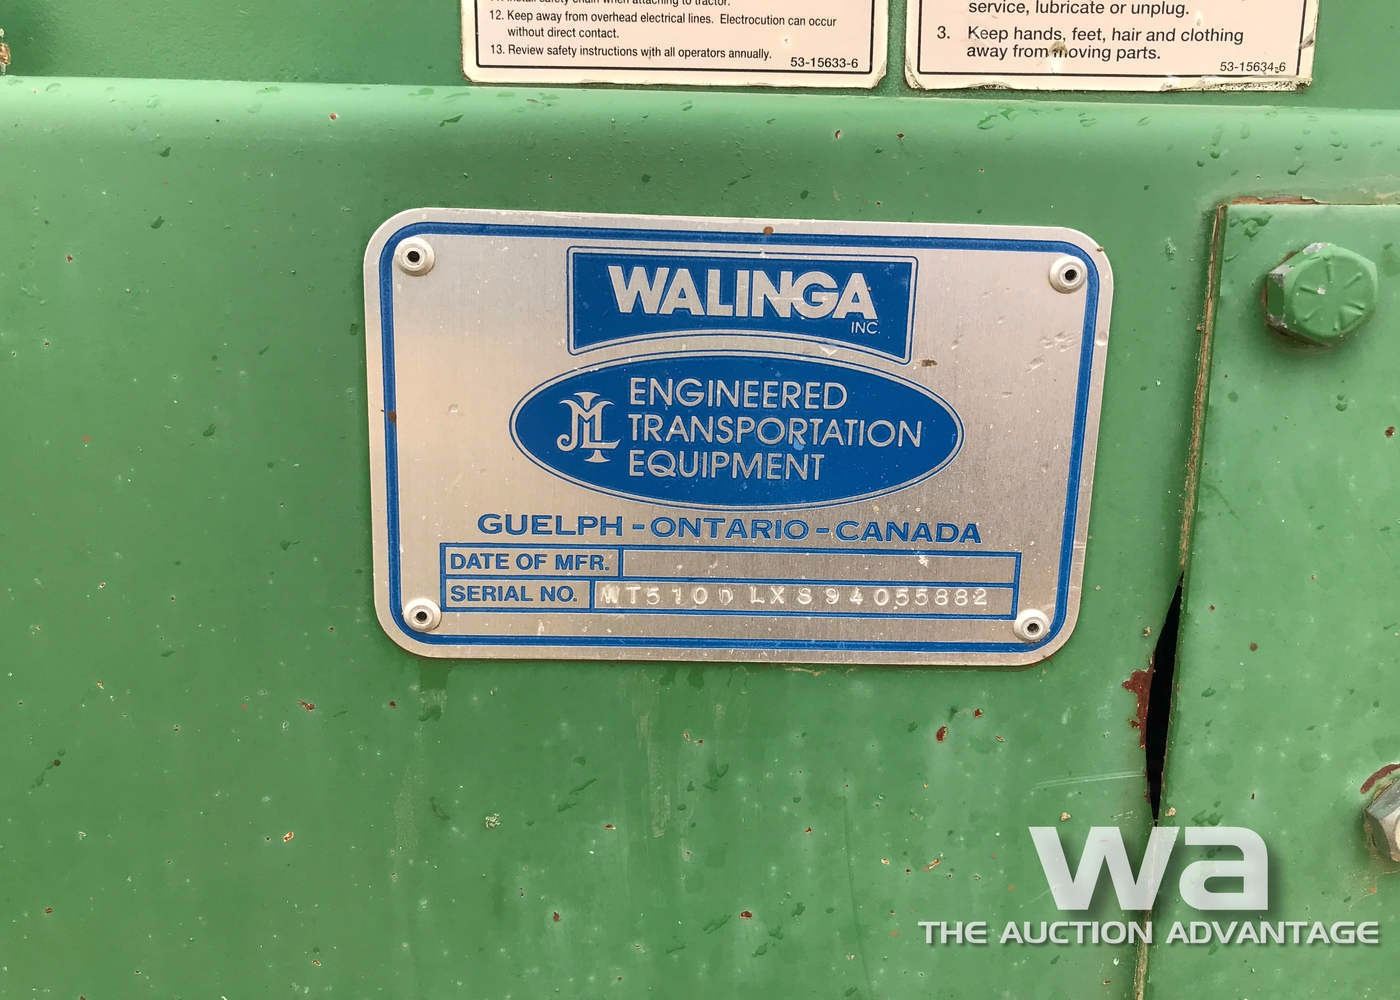 12. Keep away from overhead electrical lines. Electrocution can occur
without direct contact.
13. Review safety instructions with all operators annually.
53-15633-6
service, lubricate or unplug.
3. Keep hands, feet, hair and clothing
away from moving parts.
53-15634-6
WALINGA
INC.
JML
ENGINEERED
TRANSPORTATION
EQUIPMENT
GUELPH - ONTARIO - CANADA
DATE OF MFR.
SERIAL NO. MT510DLXS94055882
wa
THE AUCTION ADVANTAGE